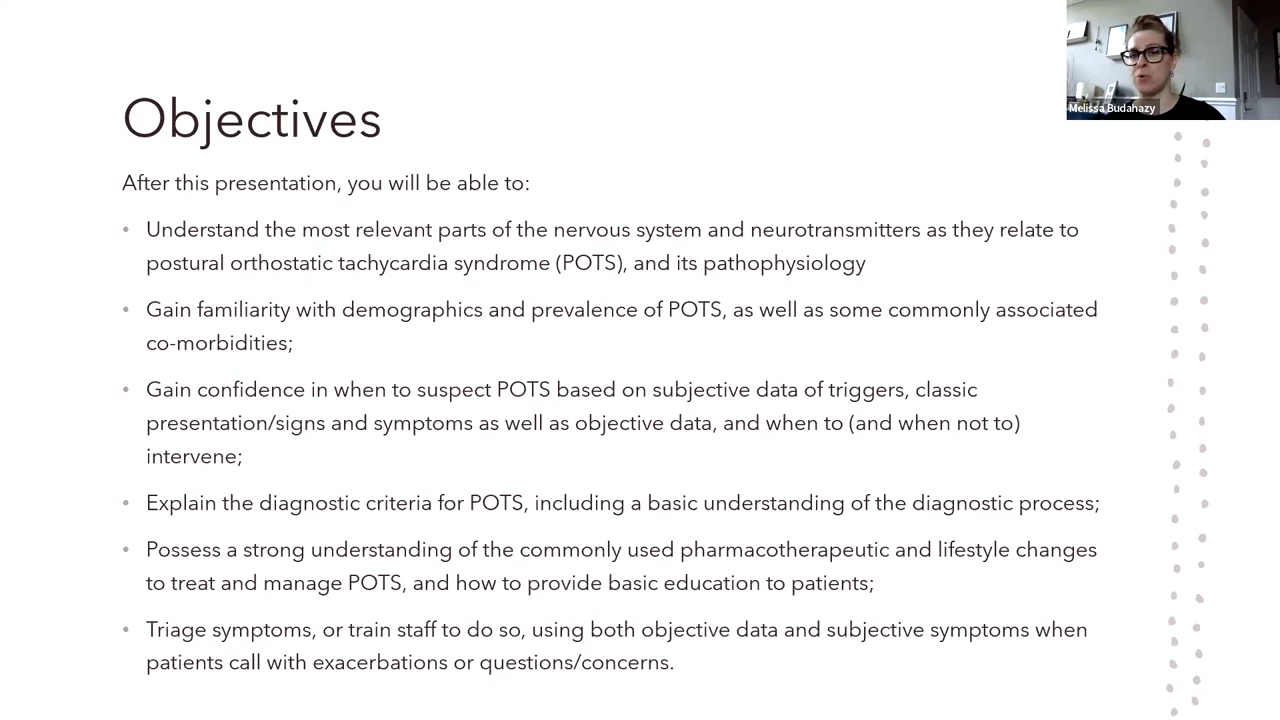 Melissa Budahazy
Objectives
After this presentation, you will be able to:
• Understand the most relevant parts of the nervous system and neurotransmitters as they relate to
postural orthostatic tachycardia syndrome (POTS), and its pathophysiology
• Gain familiarity with demographics and prevalence of POTS, as well as some commonly associated
co-morbidities;
• Gain confidence in when to suspect POTS based on subjective data of triggers, classic
presentation/signs and symptoms as well as objective data, and when to (and when not to)
intervene;
• Explain the diagnostic criteria for POTS, including a basic understanding of the diagnostic process;
• Possess a strong understanding of the commonly used pharmacotherapeutic and lifestyle changes
to treat and manage POTS, and how to provide basic education to patients;
• Triage symptoms, or train staff to do so, using both objective data and subjective symptoms when
patients call with exacerbations or questions/concerns.